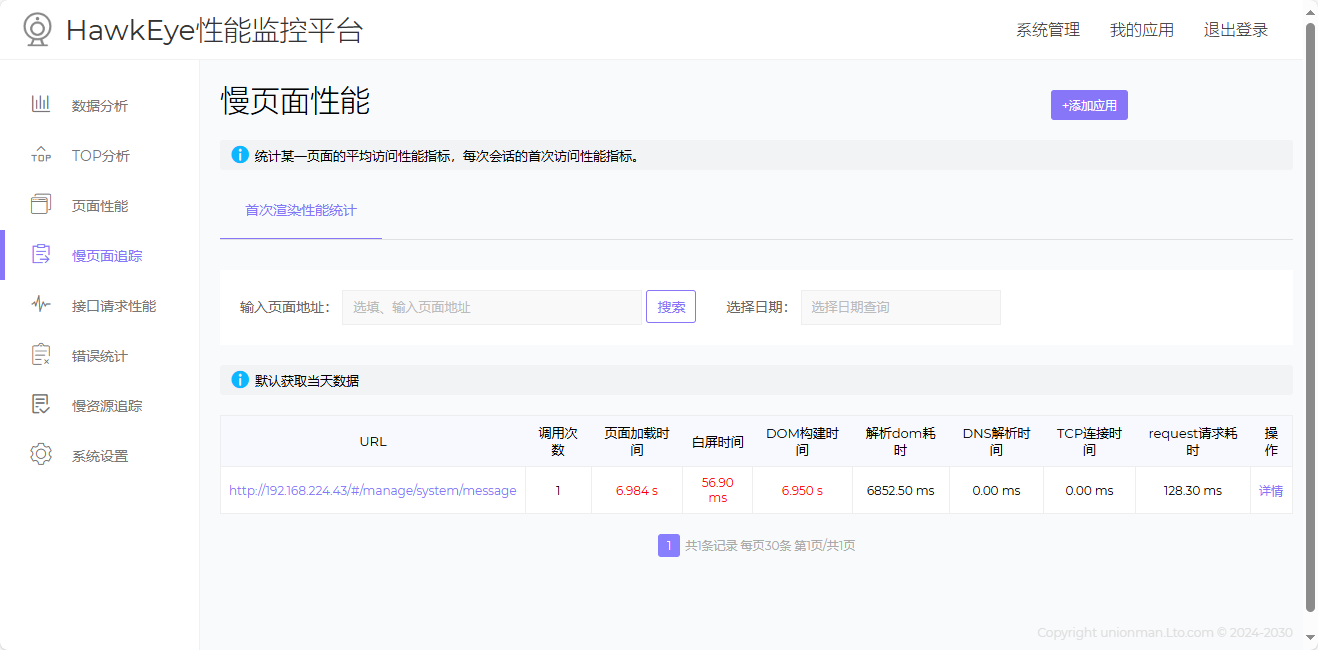 HawkEye性能监控平台
系统管理 我的应用 退出登录
数据分析
TOP分析
页面性能
慢页面追踪
接口请求性能
错误统计
慢资源追踪
系统设置
慢页面性能
+添加应用
统计某一页面的平均访问性能指标，每次会话的首次访问性能指标。
首次渲染性能统计
输入页面地址： 选填、输入页面地址 搜索 选择日期： 选择日期查询
默认获取当天数据
URL 调用次数 页面加载时间 白屏时间 DOM构建时间 解析dom耗时 DNS解析时间 TCP连接时间 request请求耗时 操作
http://192.168.224.43/#/manage/system/message 1 6.984 s 56.90 ms 6.950 s 6852.50 ms 0.00 ms 0.00 ms 128.30 ms 详情
1 共1条记录 每页30条 第1页/共1页
Copyright unionman.Lto.com © 2024-2030